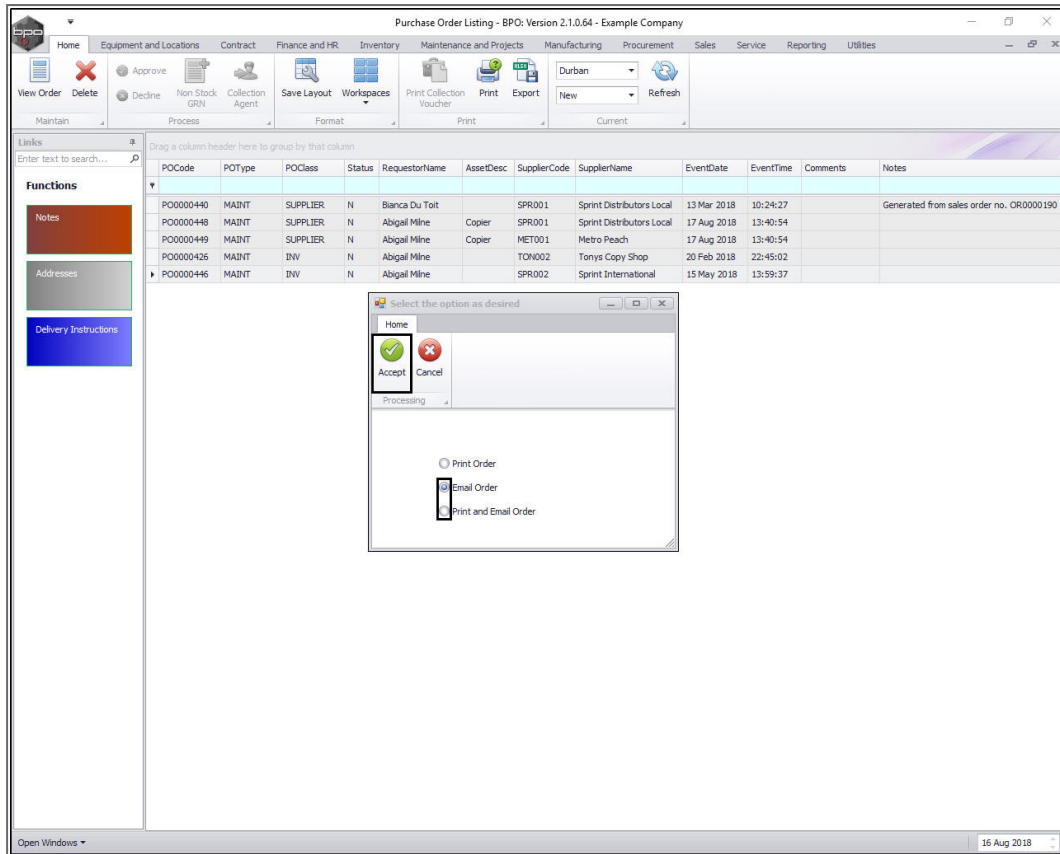 Purchase Order Listing - BPO: Version 2.1.0.64 - Example Company
bpo
Home Equipment and Locations Contract Finance and HR Inventory Maintenance and Projects Manufacturing Procurement Sales Service Reporting Utilities
View Order Delete Approve Decline Non Stock GRN Collection Agent Save Layout Workspaces Print Collection Voucher Print Export Durban New Refresh
Maintain Process Format Print Current
Links
Enter text to search...
Functions
Notes
Addresses
Delivery Instructions
Drag a column header here to group by that column
POCode POType POClass Status RequestorName AssetDesc SupplierCode SupplierName EventDate EventTime Comments Notes
PO0000440 MAINT SUPPLIER N Bianca Du Toit SPR001 Sprint Distributors Local 13 Mar 2018 10:24:27 Generated from sales order no. OR0000190
PO0000448 MAINT SUPPLIER N Abigail Milne Copier SPR001 Sprint Distributors Local 17 Aug 2018 13:40:54
PO0000449 MAINT SUPPLIER N Abigail Milne Copier MET001 Metro Peach 17 Aug 2018 13:40:54
PO0000426 MAINT INV N Abigail Milne TON002 Tonys Copy Shop 20 Feb 2018 22:45:02
PO0000446 MAINT INV N Abigail Milne SPR002 Sprint International 15 May 2018 13:59:37
Select the option as desired
Home
Accept Cancel
Processing
Print Order
Email Order
Print and Email Order
Open Windows
16 Aug 2018